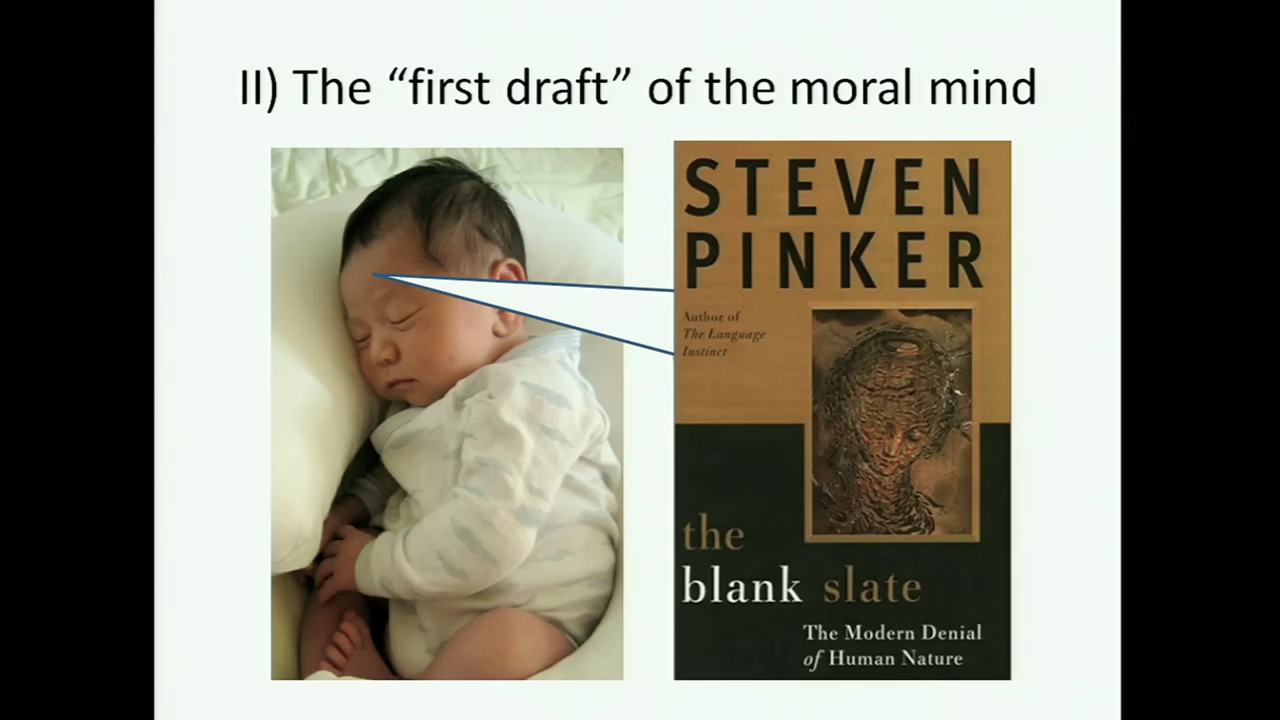 II) The “first draft” of the moral mind
STEVEN
PINKER
Author of
The Language
Instinct
the
blank slate
The Modern Denial
of Human Nature